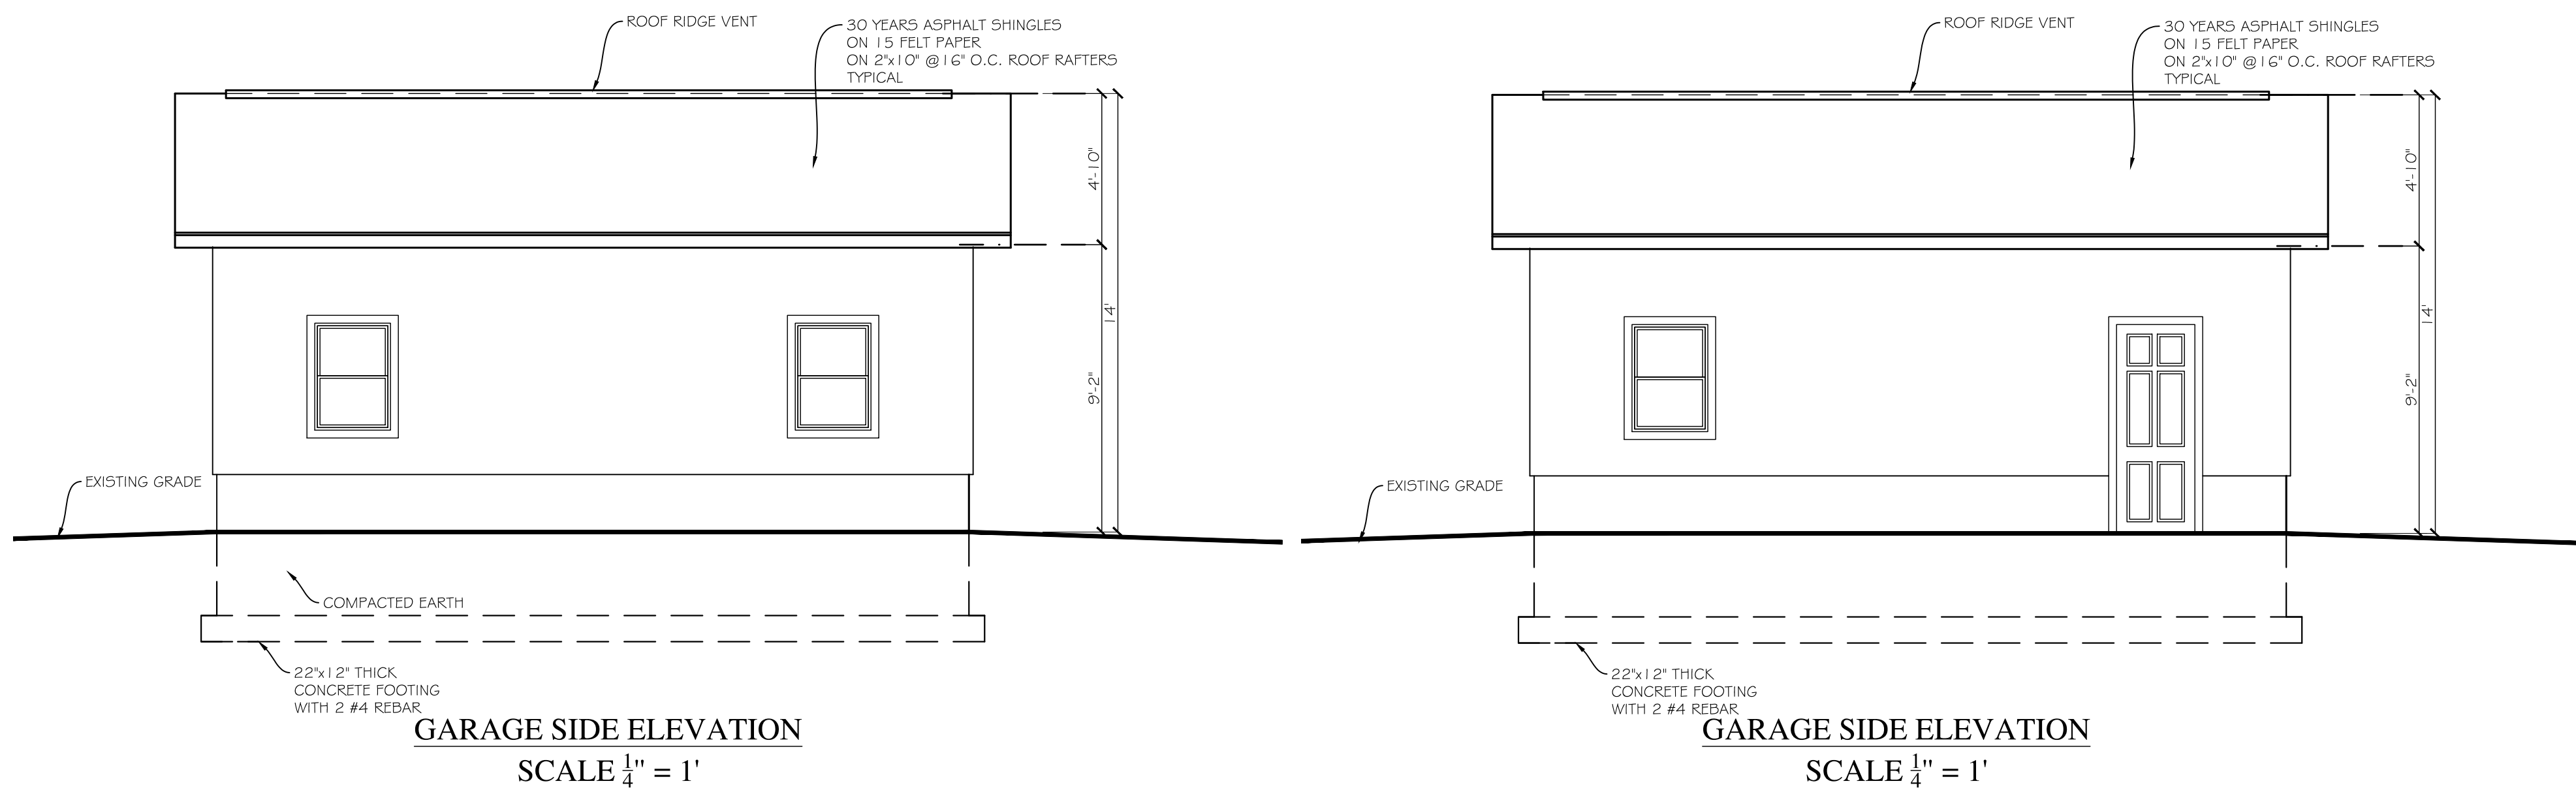 ROOF RIDGE VENT
30 YEARS ASPHALT SHINGLES
ON 15 FELT PAPER
ON 2"x10" @16" O.C. ROOF RAFTERS
TYPICAL
4'-10"
14'
9'-2"
EXISTING GRADE
COMPACTED EARTH
22"x12" THICK
CONCRETE FOOTING
WITH 2 #4 REBAR
GARAGE SIDE ELEVATION
SCALE 1/4" = 1'
ROOF RIDGE VENT
30 YEARS ASPHALT SHINGLES
ON 15 FELT PAPER
ON 2"x10" @16" O.C. ROOF RAFTERS
TYPICAL
4'-10"
14'
9'-2"
EXISTING GRADE
22"x12" THICK
CONCRETE FOOTING
WITH 2 #4 REBAR
GARAGE SIDE ELEVATION
SCALE 1/4" = 1'